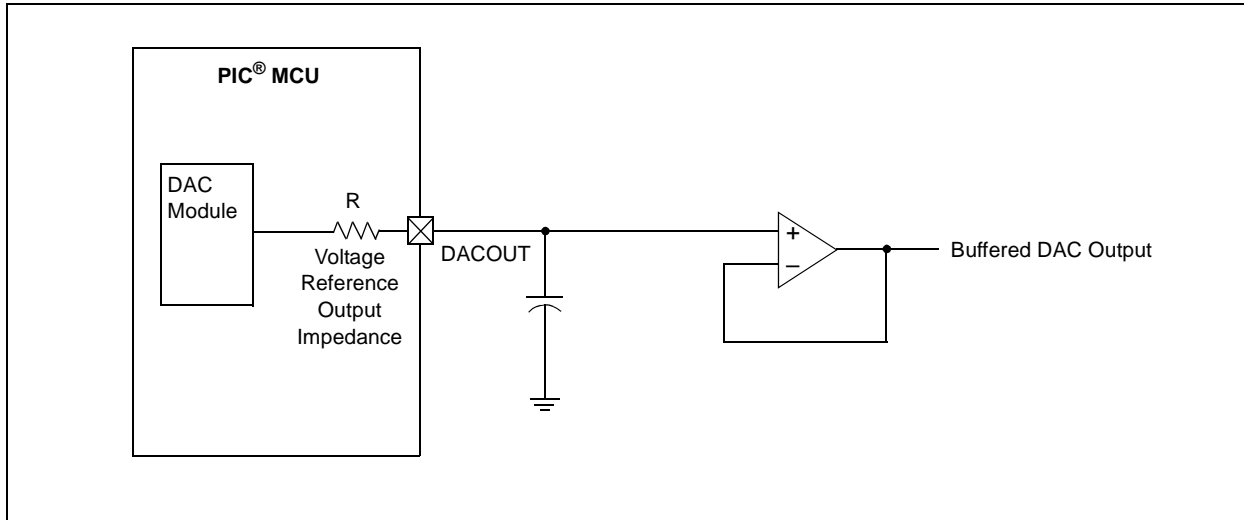 PIC® MCU
DAC
Module
R
Voltage
Reference
Output
Impedance
DACOUT
+
–
Buffered DAC Output